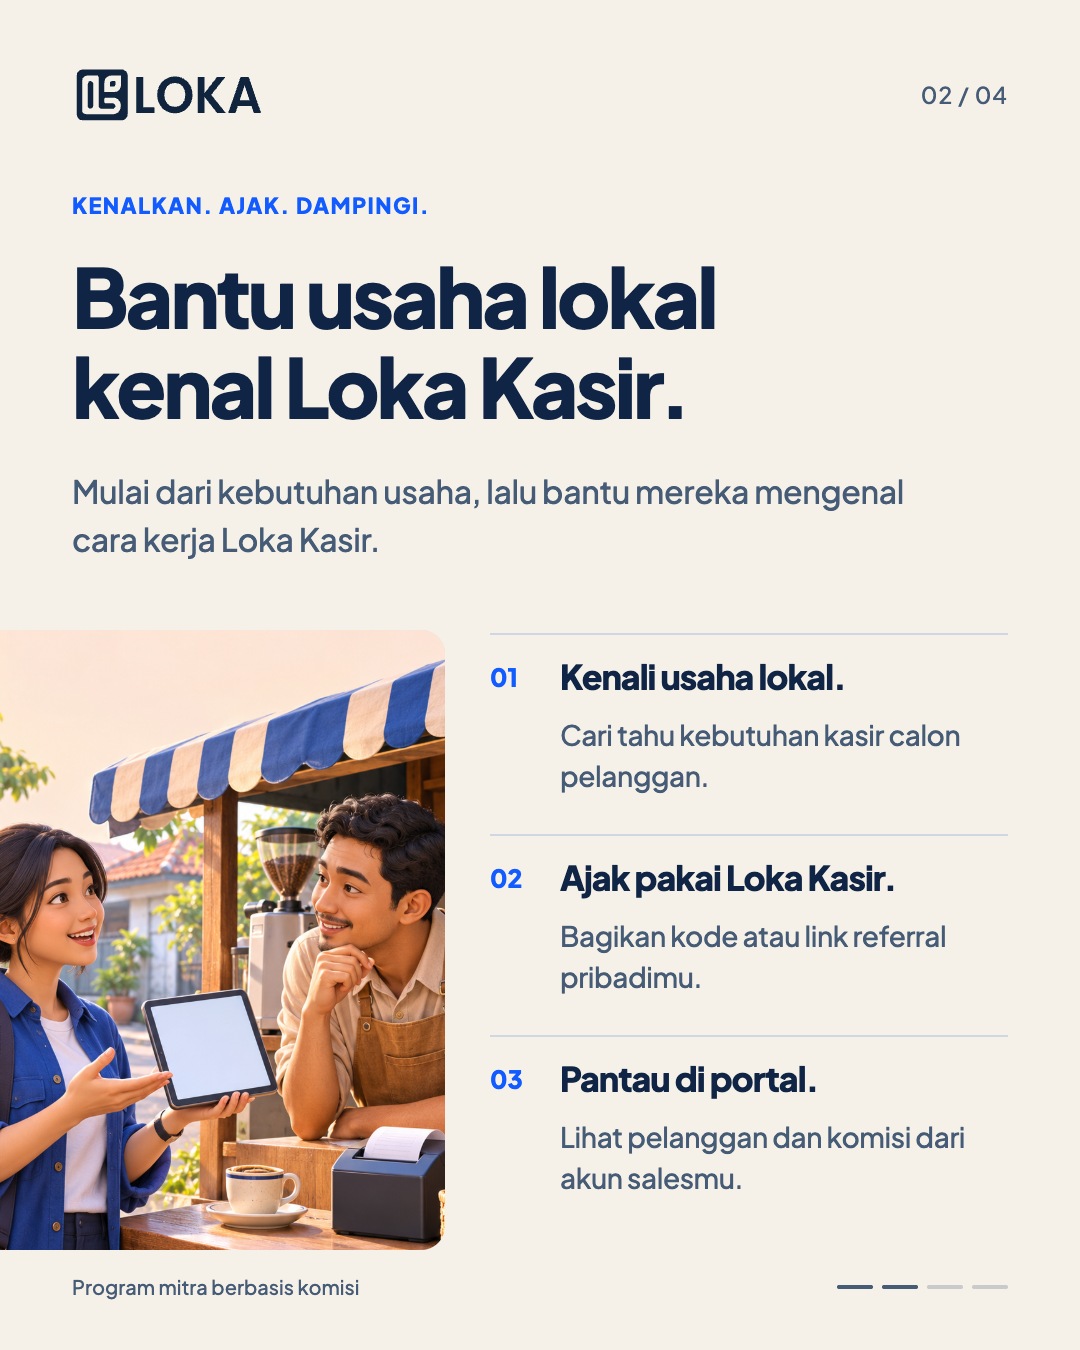 LOKA
02 / 04
KENALKAN. AJAK. DAMPINGI.
Bantu usaha lokal
kenal Loka Kasir.
Mulai dari kebutuhan usaha, lalu bantu mereka mengenal
cara kerja Loka Kasir.
01 Kenali usaha lokal.
Cari tahu kebutuhan kasir calon
pelanggan.
02 Ajak pakai Loka Kasir.
Bagikan kode atau link referral
pribadimu.
03 Pantau di portal.
Lihat pelanggan dan komisi dari
akun salesmu.
Program mitra berbasis komisi